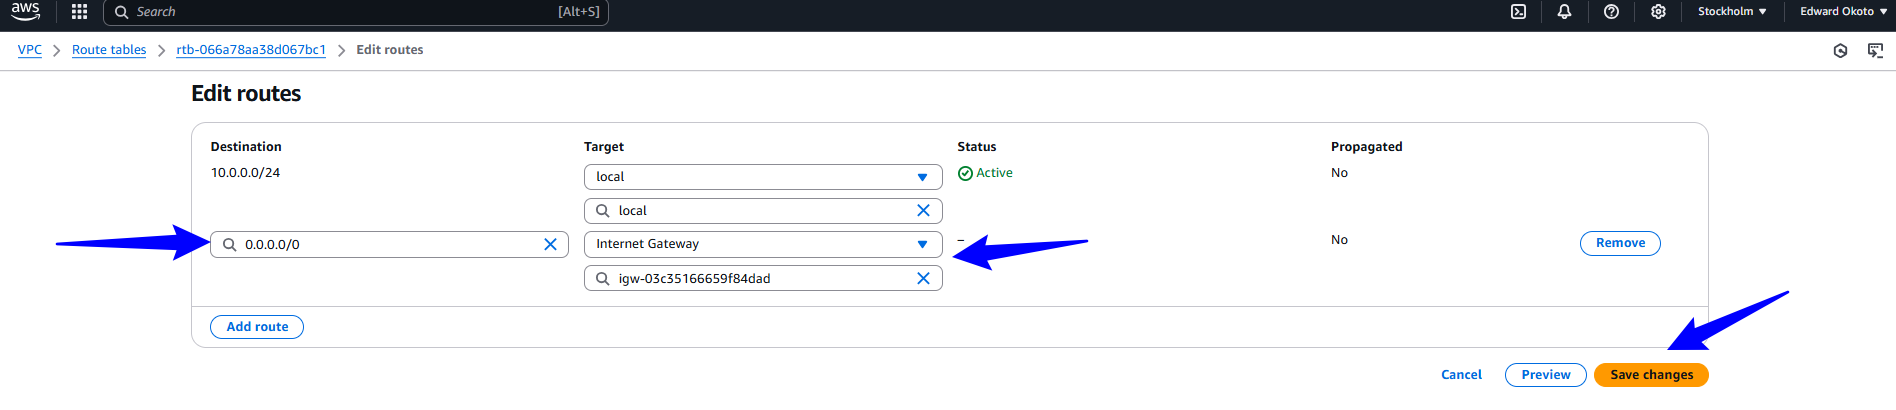 aws Search [Alt+S] Stockholm Edward Okoto
VPC Route tables rtb-066a78aa38d067bc1 Edit routes
Edit routes
Destination Target Status Propagated
10.0.0.0/24 local Active No
local
0.0.0.0/0 Internet Gateway – No Remove
igw-03c35166659f84dad
Add route
Cancel Preview Save changes